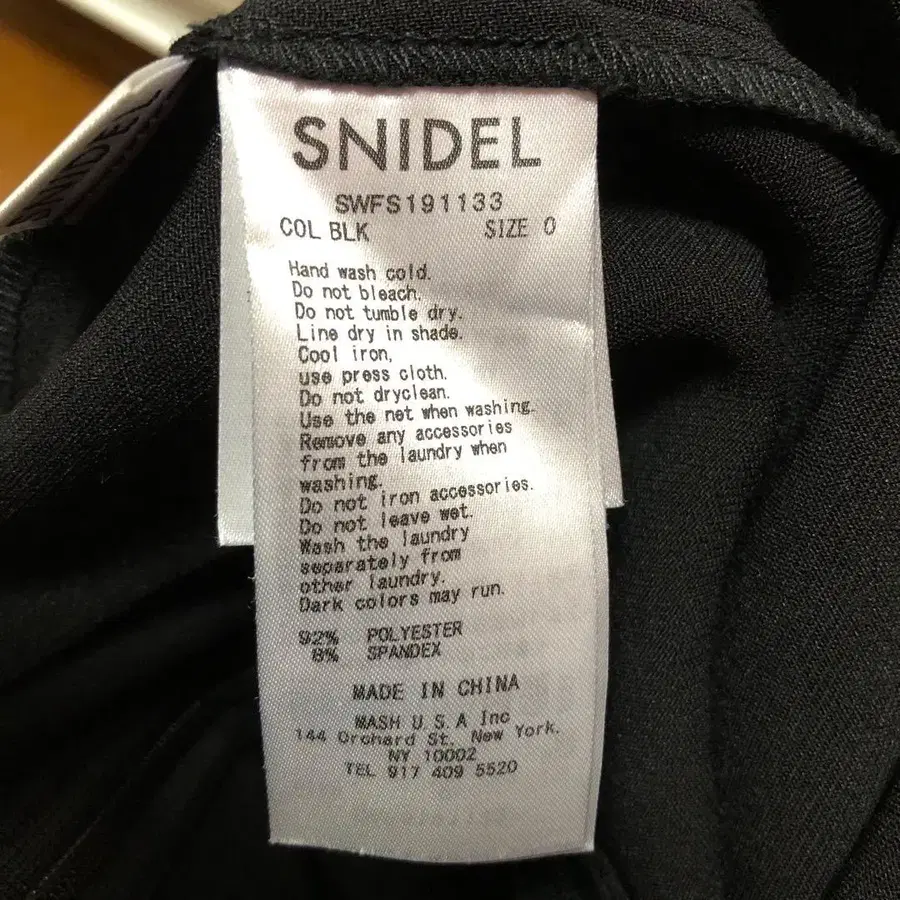 SNIDEL
SNIDEL
SWFS191133
COL BLK SIZE 0
Hand wash cold.
Do not bleach.
Do not tumble dry.
Line dry in shade.
Cool iron,
use press cloth.
Do not dryclean.
Use the net when washing.
Remove any accessories
from the laundry when
washing.
Do not iron accessories.
Do not leave wet.
Wash the laundry
separately from
other laundry.
Dark colors may run.
92% POLYESTER
8% SPANDEX
MADE IN CHINA
MASH U S A Inc
144 Orchard St. New York.
NY 10002
TEL 917 409 5520